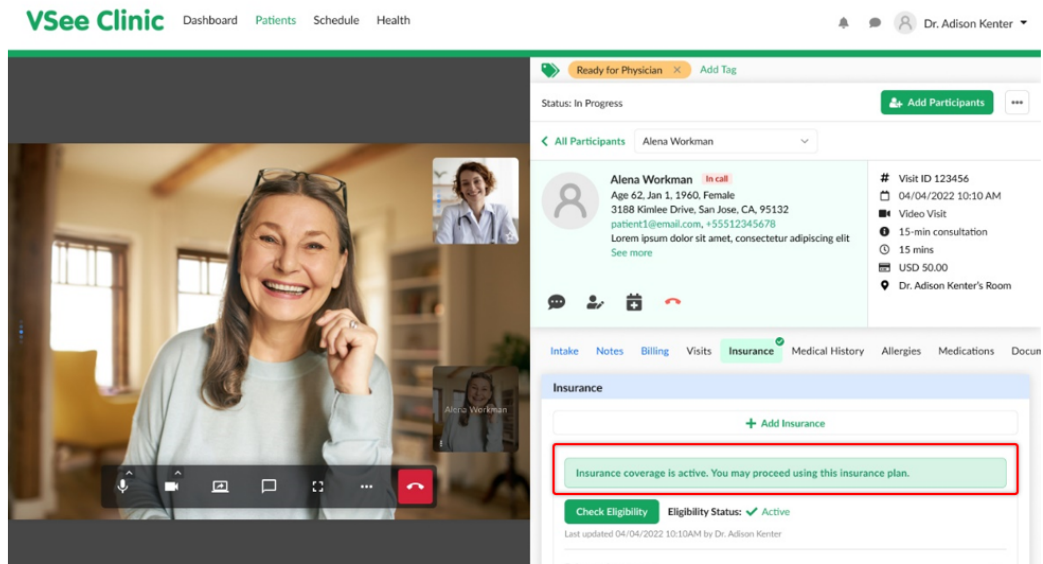 VSee Clinic Dashboard Patients Schedule Health Dr. Adison Kenter
Ready for Physician × Add Tag
Status: In Progress Add Participants
All Participants Alena Workman
Alena Workman In call
Age 62, Jan 1, 1960, Female
3188 Kimlee Drive, San Jose, CA, 95132
patient1@email.com, +55512345678
Lorem ipsum dolor sit amet, consectetur adipiscing elit
See more
# Visit ID 123456
04/04/2022 10:10 AM
Video Visit
15-min consultation
15 mins
USD 50.00
Dr. Adison Kenter's Room
Intake Notes Billing Visits Insurance Medical History Allergies Medications Docum
Insurance
+ Add Insurance
Insurance coverage is active. You may proceed using this insurance plan.
Check Eligibility Eligibility Status: Active
Last updated 04/04/2022 10:10AM by Dr. Adison Kenter
Alena Workman